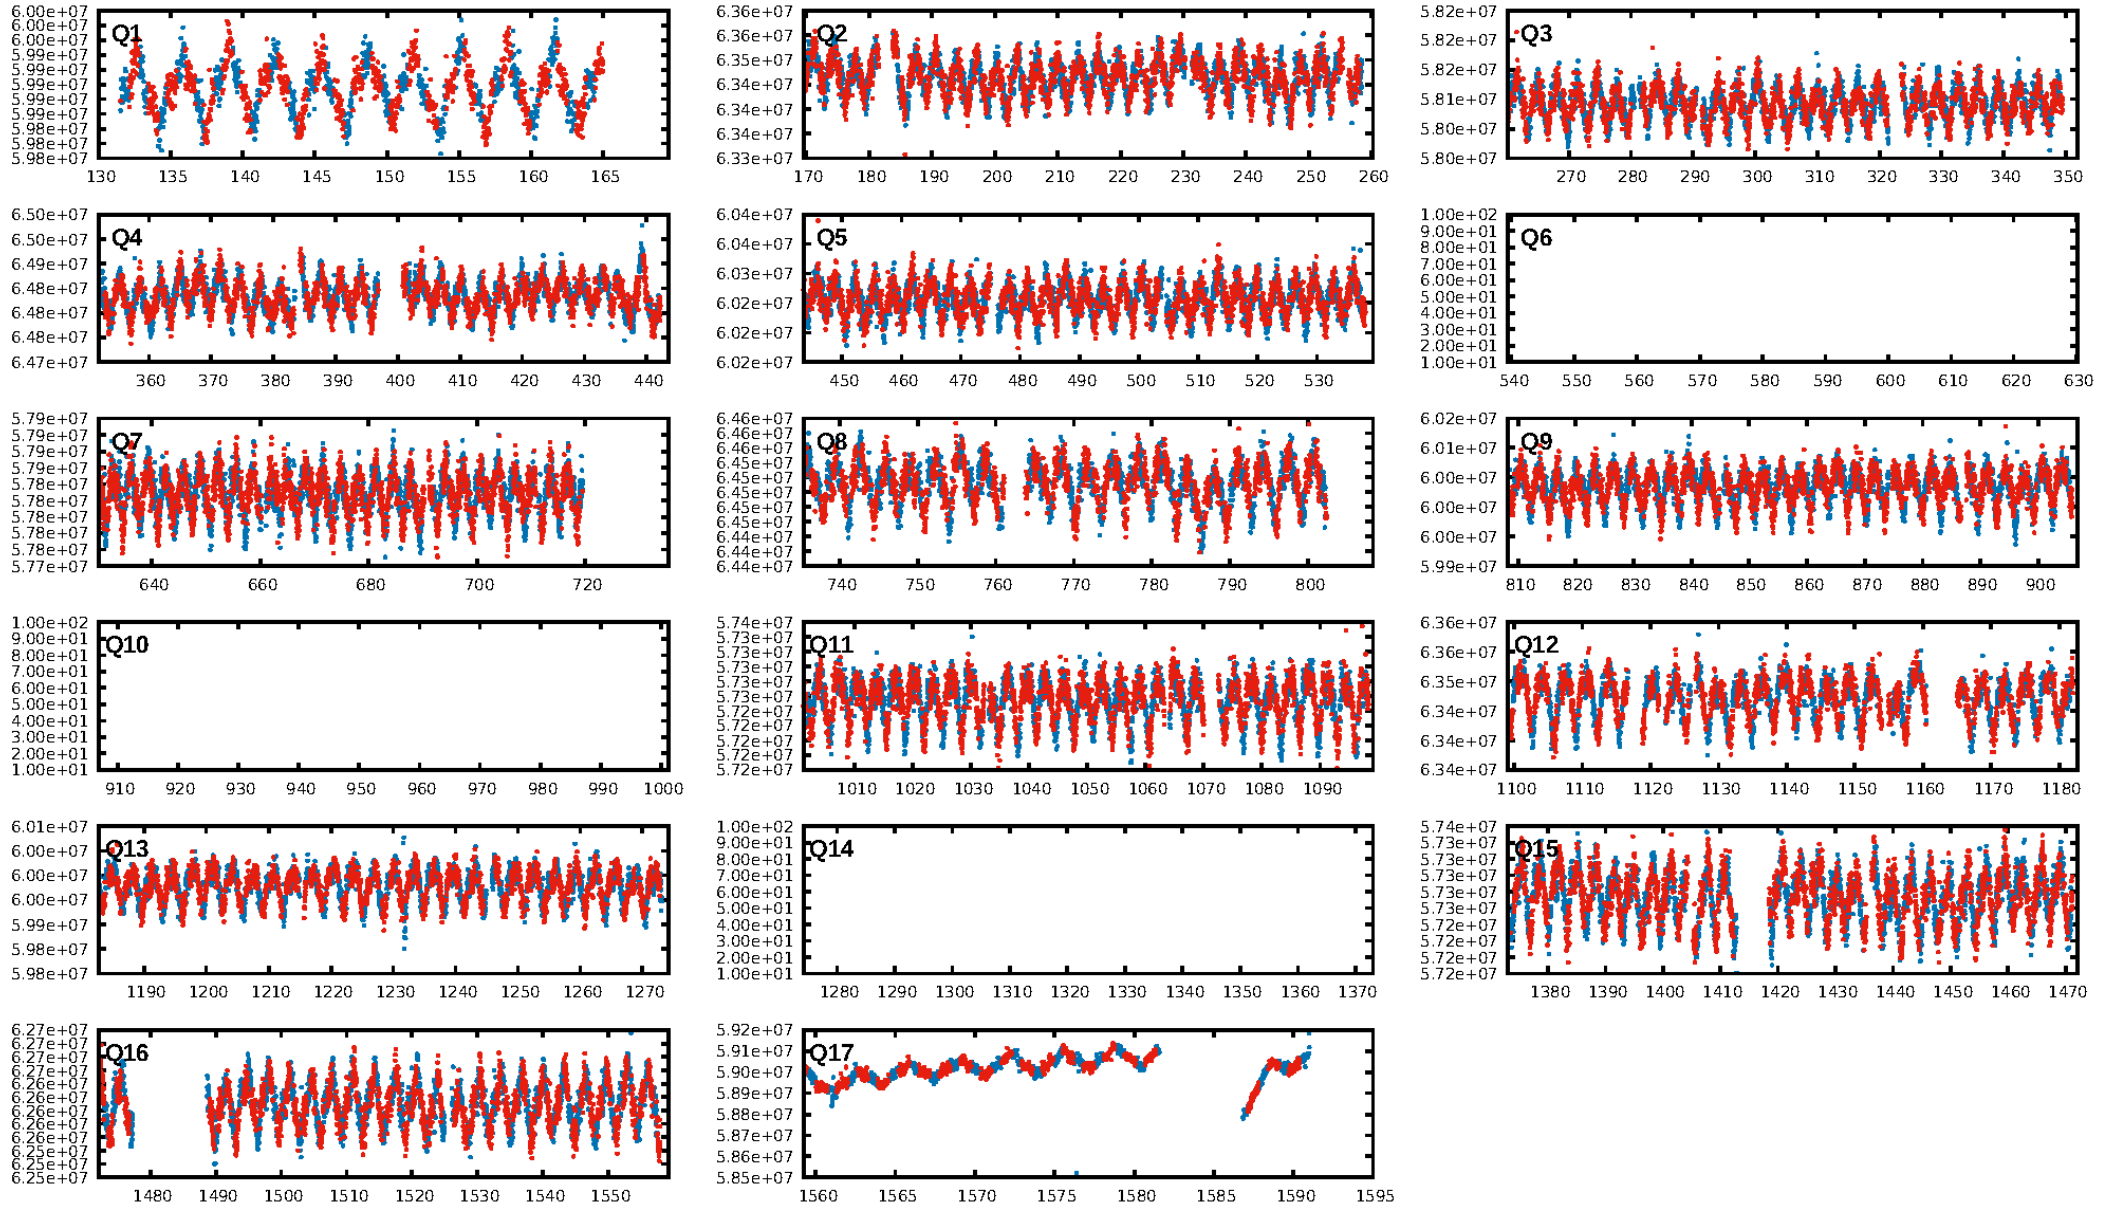 6.00e+07
6.00e+07
6.00e+07
5.99e+07
5.99e+07
5.99e+07
5.99e+07
5.99e+07
5.98e+07
5.98e+07
5.98e+07
Q1
130 135 140 145 150 155 160 165
6.36e+07
6.36e+07
6.35e+07
6.34e+07
6.34e+07
6.34e+07
6.33e+07
Q2
170 180 190 200 210 220 230 240 250 260
5.82e+07
5.82e+07
5.82e+07
5.81e+07
5.80e+07
5.80e+07
Q3
270 280 290 300 310 320 330 340 350
6.50e+07
6.50e+07
6.49e+07
6.48e+07
6.48e+07
6.48e+07
6.47e+07
Q4
360 370 380 390 400 410 420 430 440
6.04e+07
6.04e+07
6.03e+07
6.02e+07
6.02e+07
6.02e+07
Q5
450 460 470 480 490 500 510 520 530
1.00e+02
9.00e+01
8.00e+01
7.00e+01
6.00e+01
5.00e+01
4.00e+01
3.00e+01
2.00e+01
1.00e+01
Q6
540 550 560 570 580 590 600 610 620 630
5.79e+07
5.79e+07
5.79e+07
5.79e+07
5.78e+07
5.78e+07
5.78e+07
5.78e+07
5.78e+07
5.77e+07
Q7
640 660 680 700 720
6.46e+07
6.46e+07
6.46e+07
6.45e+07
6.45e+07
6.45e+07
6.45e+07
6.45e+07
6.44e+07
6.44e+07
6.44e+07
Q8
740 750 760 770 780 790 800
6.02e+07
6.01e+07
6.00e+07
6.00e+07
6.00e+07
5.99e+07
Q9
810 820 830 840 850 860 870 880 890 900
1.00e+02
9.00e+01
8.00e+01
7.00e+01
6.00e+01
5.00e+01
4.00e+01
3.00e+01
2.00e+01
1.00e+01
Q10
910 920 930 940 950 960 970 980 990 1000
5.74e+07
5.73e+07
5.73e+07
5.73e+07
5.73e+07
5.73e+07
5.72e+07
5.72e+07
5.72e+07
5.72e+07
5.72e+07
Q11
1010 1020 1030 1040 1050 1060 1070 1080 1090
6.36e+07
6.36e+07
6.35e+07
6.34e+07
6.34e+07
6.34e+07
Q12
1100 1110 1120 1130 1140 1150 1160 1170 1180
6.01e+07
6.00e+07
6.00e+07
6.00e+07
5.99e+07
5.98e+07
5.98e+07
Q13
1190 1200 1210 1220 1230 1240 1250 1260 1270
1.00e+02
9.00e+01
8.00e+01
7.00e+01
6.00e+01
5.00e+01
4.00e+01
3.00e+01
2.00e+01
1.00e+01
Q14
1280 1290 1300 1310 1320 1330 1340 1350 1360 1370
5.74e+07
5.73e+07
5.73e+07
5.73e+07
5.73e+07
5.73e+07
5.72e+07
5.72e+07
5.72e+07
5.72e+07
Q15
1380 1390 1400 1410 1420 1430 1440 1450 1460 1470
6.27e+07
6.27e+07
6.27e+07
6.27e+07
6.26e+07
6.26e+07
6.26e+07
6.26e+07
6.26e+07
6.25e+07
6.25e+07
6.25e+07
Q16
1480 1490 1500 1510 1520 1530 1540 1550
5.92e+07
5.91e+07
5.90e+07
5.89e+07
5.88e+07
5.87e+07
5.86e+07
5.85e+07
Q17
1560 1565 1570 1575 1580 1585 1590 1595